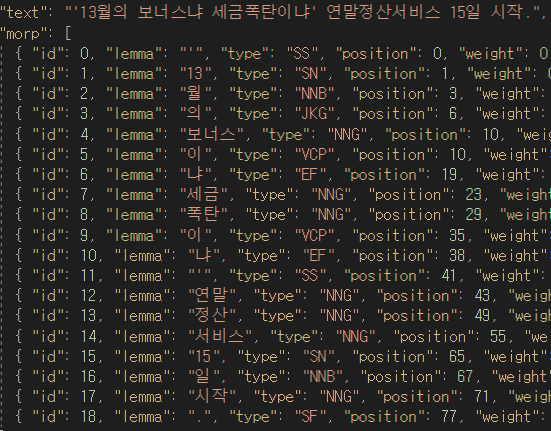 "text": "'13월의 보너스냐 세금폭탄이냐' 연말정산서비스 15일 시작.",
"morp": [
{ "id": 0, "lemma": "'", "type": "SS", "position": 0, "weight": 0
{ "id": 1, "lemma": "13", "type": "SN", "position": 1, "weight": 0
{ "id": 2, "lemma": "월", "type": "NNB", "position": 3, "weight":
{ "id": 3, "lemma": "의", "type": "JKG", "position": 6, "weight":
{ "id": 4, "lemma": "보너스", "type": "NNG", "position": 10, "wei
{ "id": 5, "lemma": "이", "type": "VCP", "position": 10, "weight"
{ "id": 6, "lemma": "냐", "type": "EF", "position": 19, "weight":
{ "id": 7, "lemma": "세금", "type": "NNG", "position": 23, "weigh
{ "id": 8, "lemma": "폭탄", "type": "NNG", "position": 29, "weigh
{ "id": 9, "lemma": "이", "type": "VCP", "position": 35, "weight"
{ "id": 10, "lemma": "냐", "type": "EF", "position": 38, "weight"
{ "id": 11, "lemma": "'", "type": "SS", "position": 41, "weight":
{ "id": 12, "lemma": "연말", "type": "NNG", "position": 43, "weig
{ "id": 13, "lemma": "정산", "type": "NNG", "position": 49, "weig
{ "id": 14, "lemma": "서비스", "type": "NNG", "position": 55, "we
{ "id": 15, "lemma": "15", "type": "SN", "position": 65, "weight"
{ "id": 16, "lemma": "일", "type": "NNB", "position": 67, "weight
{ "id": 17, "lemma": "시작", "type": "NNG", "position": 71, "weig
{ "id": 18, "lemma": ".", "type": "SF", "position": 77, "weight":